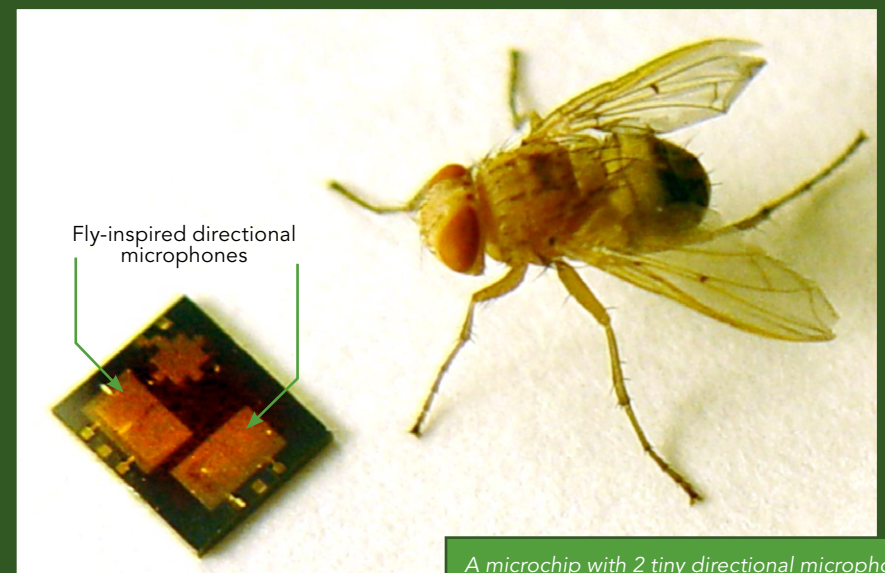 Fly-inspired directional
microphones
A microchip with 2 tiny directional micropho